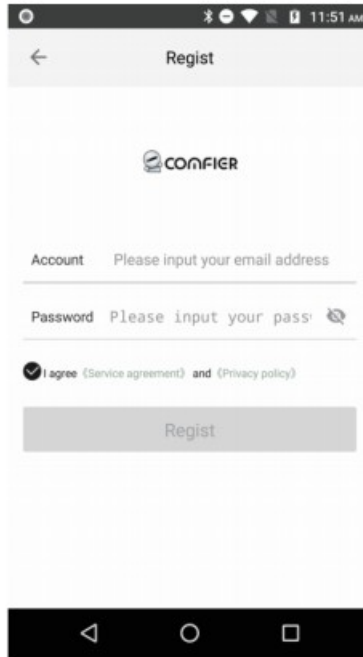 11:51 AM
Regist
COMFIER
Account Please input your email address
Password Please input your pass
I agree 《Service agreement》 and 《Privacy policy》
Regist